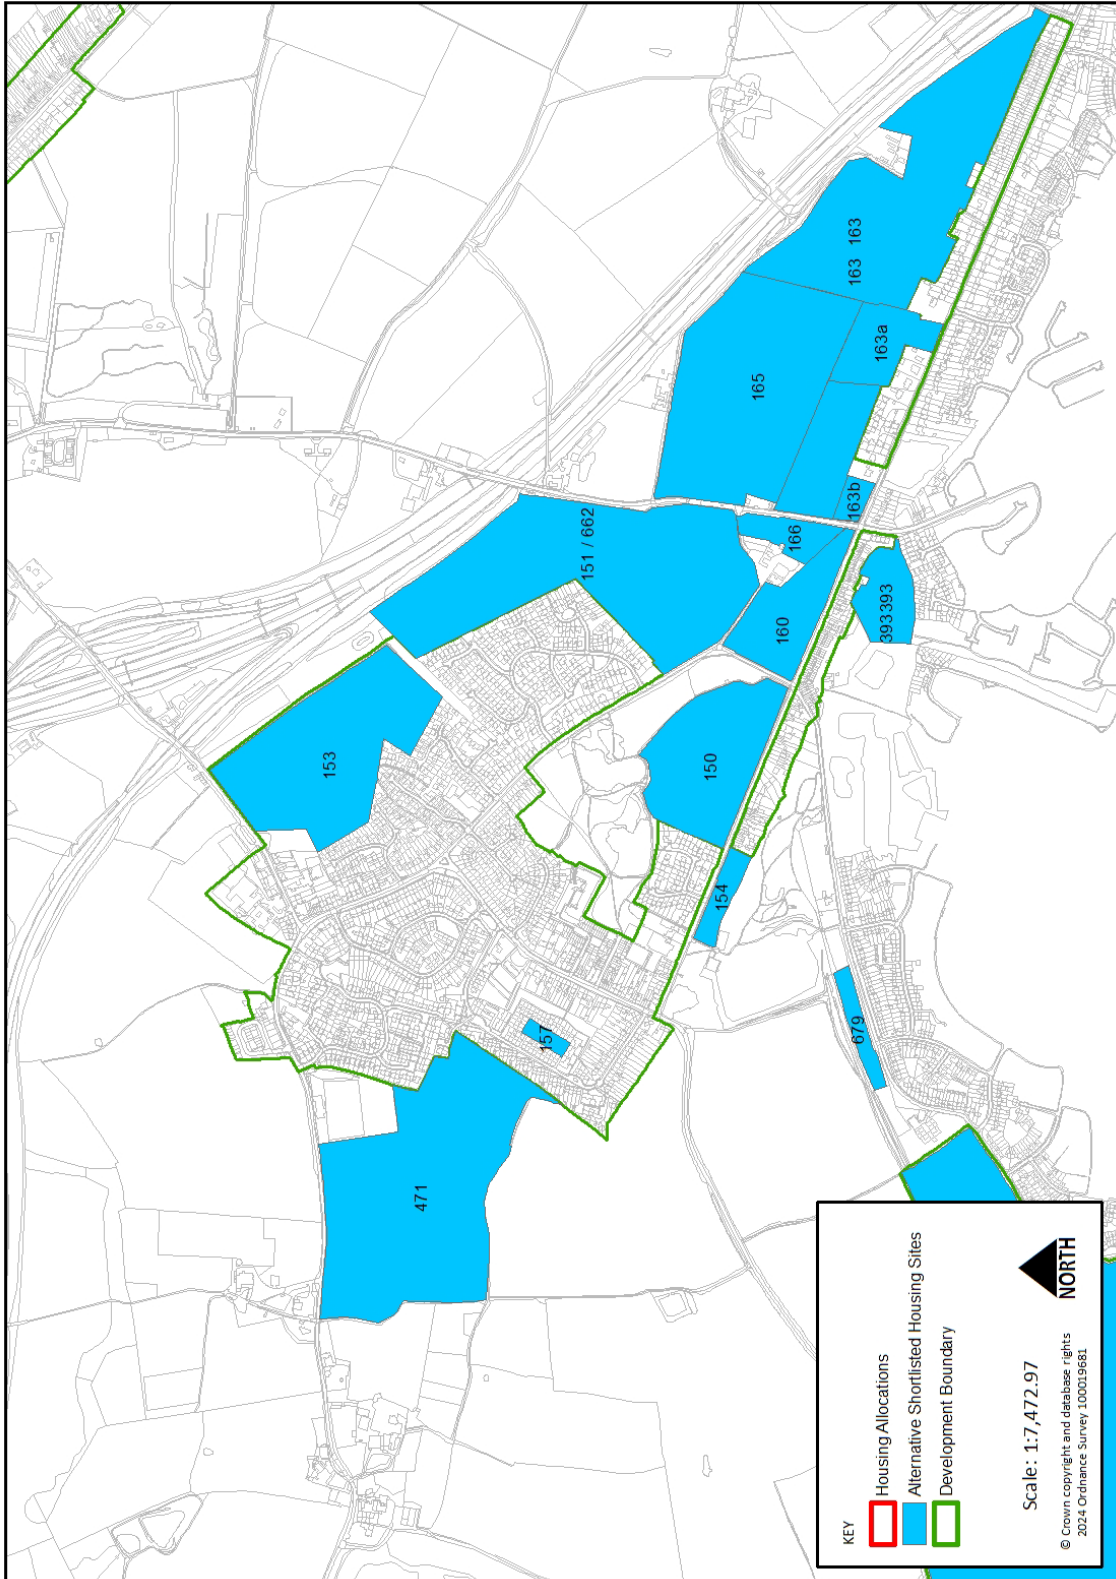 153
151 / 662
163
163
163a
165
163b
166
160
393393
150
154
157
679
471
KEY
Housing Allocations
Alternative Shortlisted Housing Sites
Development Boundary
Scale: 1:7,472.97
NORTH
© Crown copyright and database rights
2024 Ordnance Survey 100019681